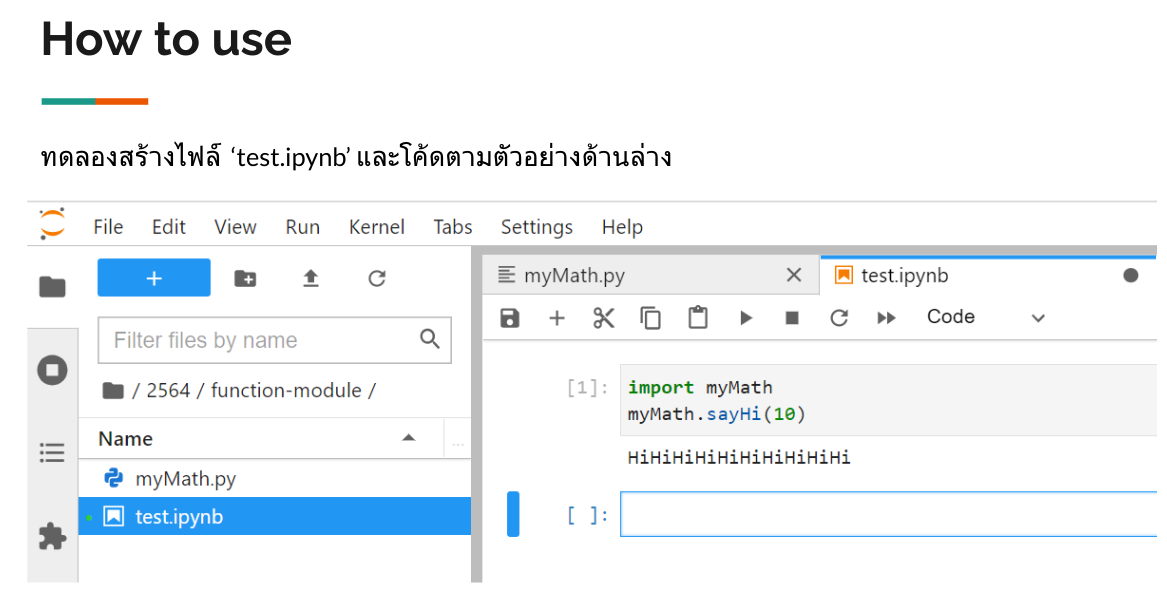 How to use
ทดลองสร้างไฟล์ ‘test.ipynb’ และโค้ดตามตัวอย่างด้านล่าง
File Edit View Run Kernel Tabs Settings Help
+
Filter files by name
/ 2564 / function-module /
Name
...
myMath.py
test.ipynb
myMath.py
test.ipynb
Code
[1]: import myMath
myMath.sayHi(10)
HiHiHiHiHiHiHiHiHiHi
[ ]: